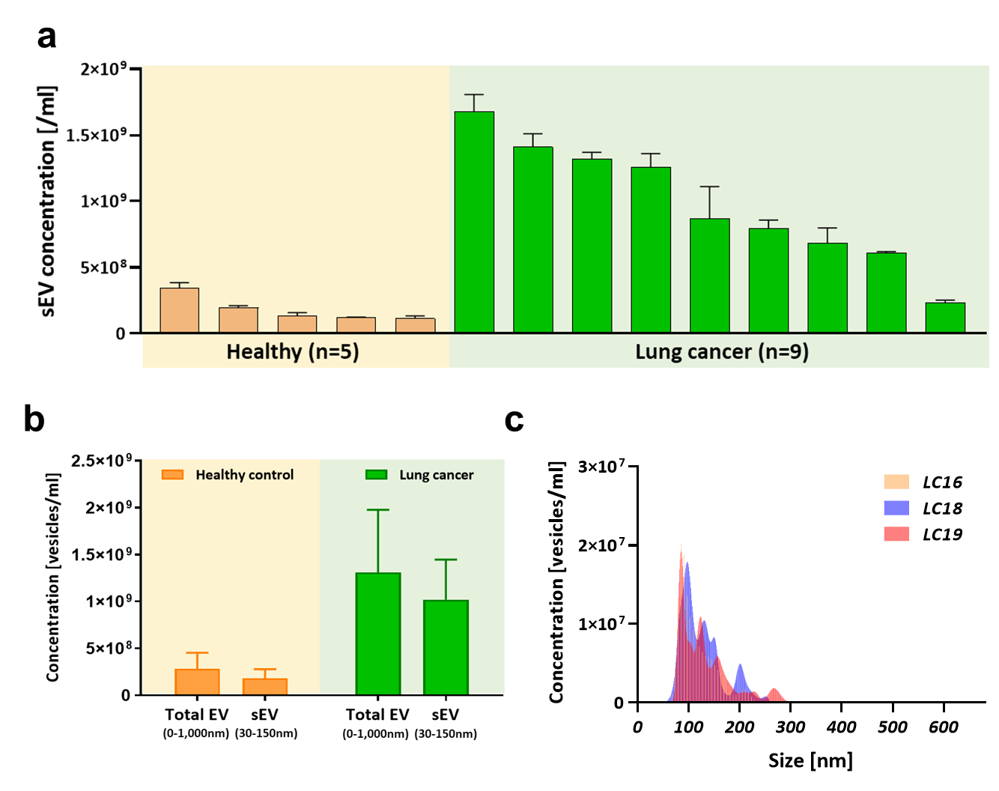 a
sEV concentration [/ml]
2×10⁹
1.5×10⁹
1×10⁹
5×10⁸
0
Healthy (n=5)
Lung cancer (n=9)
b
Concentration [vesicles/ml]
2.5×10⁹
2×10⁹
1.5×10⁹
1×10⁹
5×10⁸
0
Healthy control
Lung cancer
Total EV
(0-1,000nm)
sEV
(30-150nm)
Total EV
(0-1,000nm)
sEV
(30-150nm)
c
Concentration [vesicles/ml]
3×10⁷
2×10⁷
1×10⁷
0
LC16
LC18
LC19
0 100 200 300 400 500 600
Size [nm]